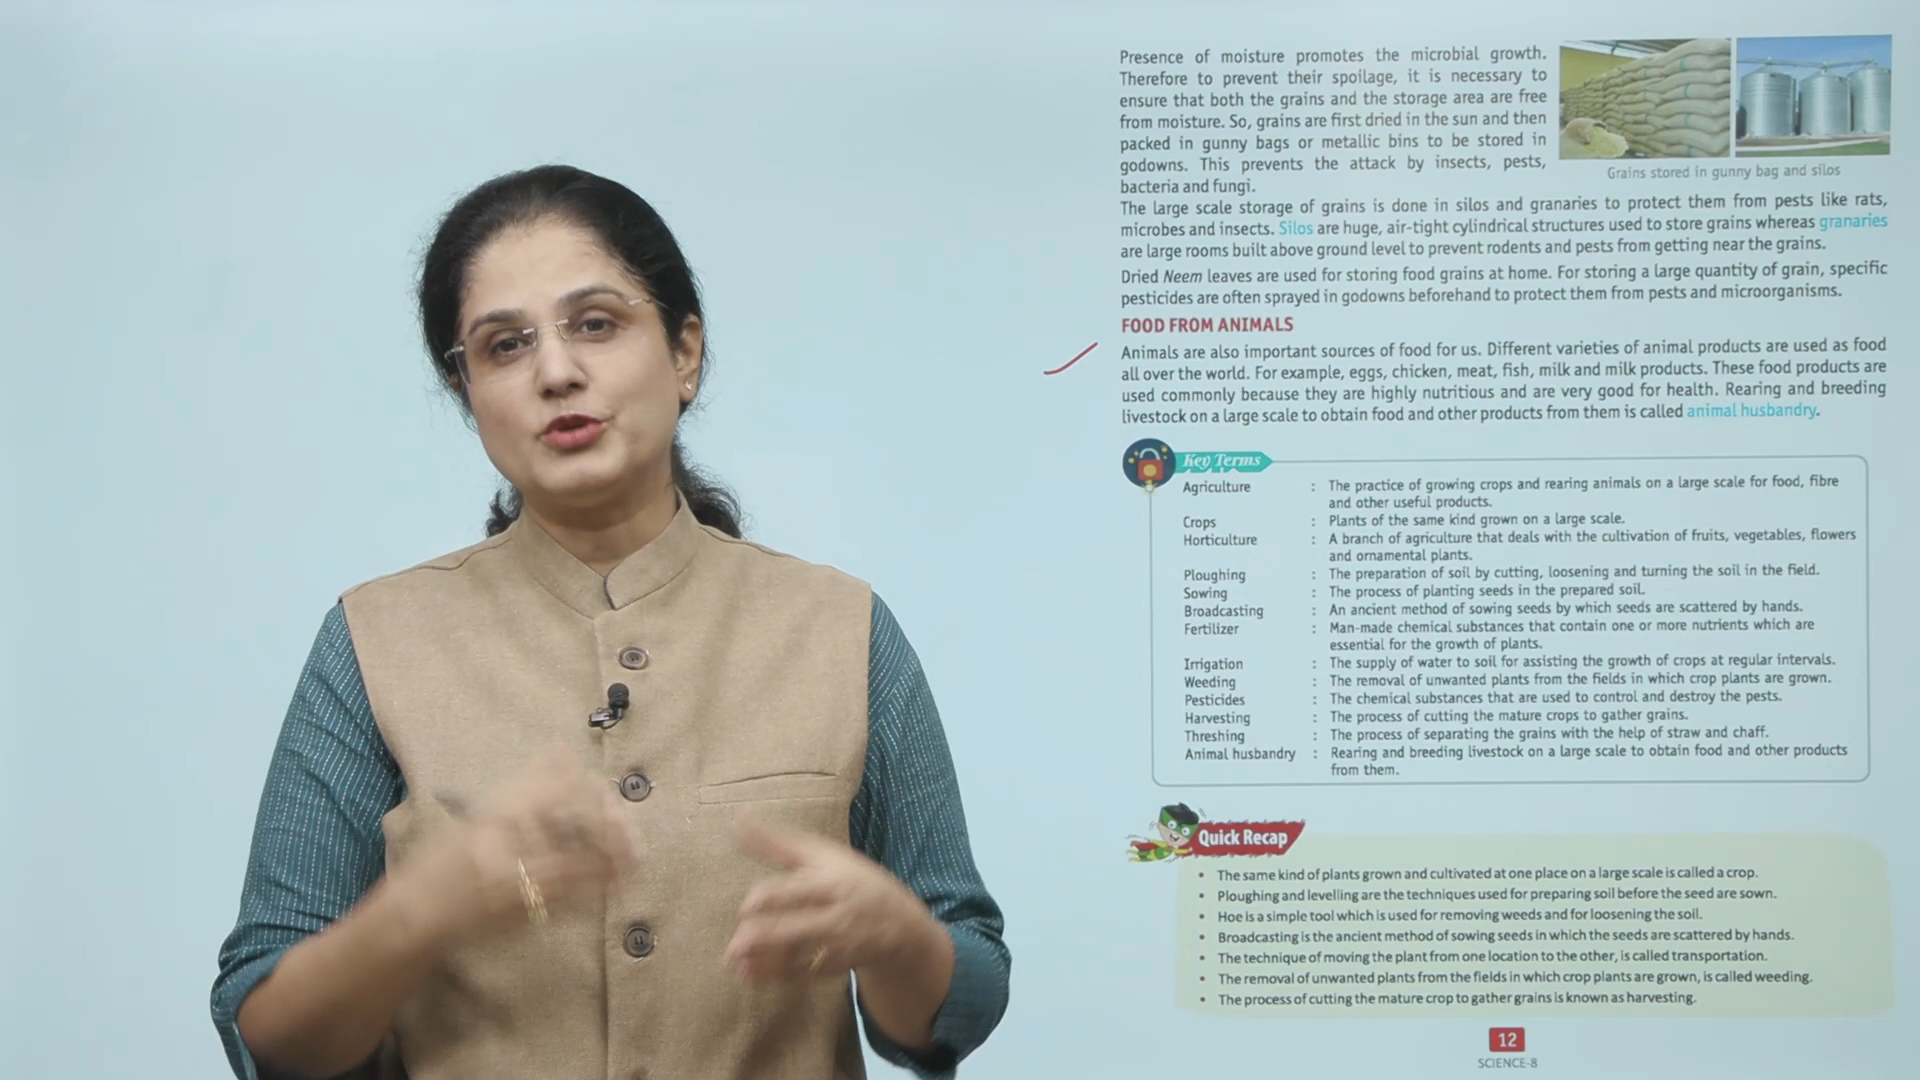 Presence of moisture promotes the microbial growth.
Therefore to prevent their spoilage, it is necessary to
ensure that both the grains and the storage area are free
from moisture. So, grains are first dried in the sun and then
packed in gunny bags or metallic bins to be stored in
godowns. This prevents the attack by insects, pests,
bacteria and fungi.
Grains stored in gunny bag and silos
The large scale storage of grains is done in silos and granaries to protect them from pests like rats,
microbes and insects. Silos are huge, air-tight cylindrical structures used to store grains whereas granaries
are large rooms built above ground level to prevent rodents and pests from getting near the grains.
Dried Neem leaves are used for storing food grains at home. For storing a large quantity of grain, specific
pesticides are often sprayed in godowns beforehand to protect them from pests and microorganisms.
FOOD FROM ANIMALS
Animals are also important sources of food for us. Different varieties of animal products are used as food
all over the world. For example, eggs, chicken, meat, fish, milk and milk products. These food products are
used commonly because they are highly nutritious and are very good for health. Rearing and breeding
livestock on a large scale to obtain food and other products from them is called animal husbandry.
Key Terms
Agriculture : The practice of growing crops and rearing animals on a large scale for food, fibre
and other useful products.
Crops : Plants of the same kind grown on a large scale.
Horticulture : A branch of agriculture that deals with the cultivation of fruits, vegetables, flowers
and ornamental plants.
Ploughing : The preparation of soil by cutting, loosening and turning the soil in the field.
Sowing : The process of planting seeds in the prepared soil.
Broadcasting : An ancient method of sowing seeds by which seeds are scattered by hands.
Fertilizer : Man-made chemical substances that contain one or more nutrients which are
essential for the growth of plants.
Irrigation : The supply of water to soil for assisting the growth of crops at regular intervals.
Weeding : The removal of unwanted plants from the fields in which crop plants are grown.
Pesticides : The chemical substances that are used to control and destroy the pests.
Harvesting : The process of cutting the mature crops to gather grains.
Threshing : The process of separating the grains with the help of straw and chaff.
Animal husbandry : Rearing and breeding livestock on a large scale to obtain food and other products
from them.
Quick Recap
• The same kind of plants grown and cultivated at one place on a large scale is called a crop.
• Ploughing and levelling are the techniques used for preparing soil before the seed are sown.
• Hoe is a simple tool which is used for removing weeds and for loosening the soil.
• Broadcasting is the ancient method of sowing seeds in which the seeds are scattered by hands.
• The technique of moving the plant from one location to the other, is called transportation.
• The removal of unwanted plants from the fields in which crop plants are grown, is called weeding.
• The process of cutting the mature crop to gather grains is known as harvesting.
12
SCIENCE-8